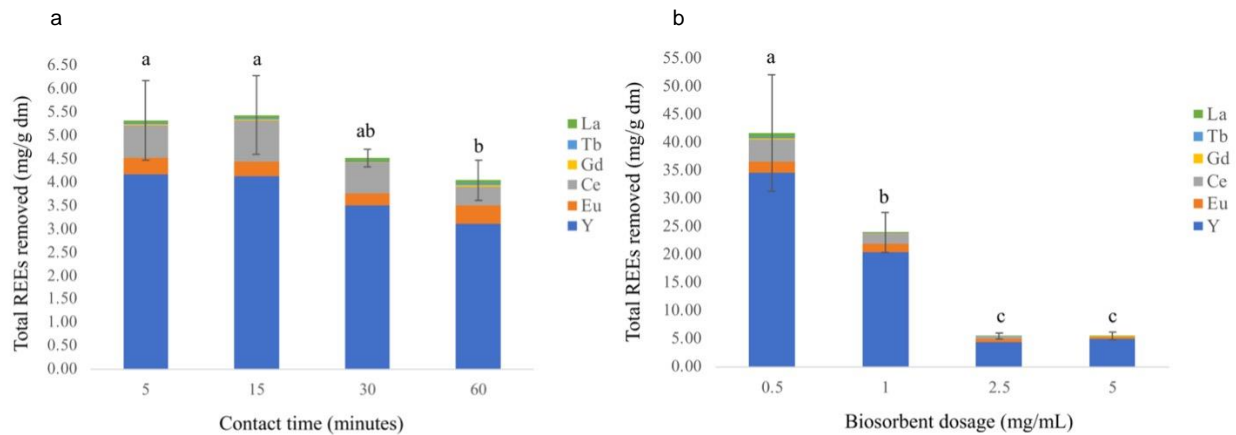 a
Total REEs removed (mg/g dm)
6.50
6.00
5.50
5.00
4.50
4.00
3.50
3.00
2.50
2.00
1.50
1.00
0.50
0.00
a
a
ab
b
5
15
30
60
Contact time (minutes)
La
Tb
Gd
Ce
Eu
Y
b
Total REEs removed (mg/g dm)
55.00
50.00
45.00
40.00
35.00
30.00
25.00
20.00
15.00
10.00
5.00
0.00
a
b
c
c
0.5
1
2.5
5
Biosorbent dosage (mg/mL)
La
Tb
Gd
Ce
Eu
Y